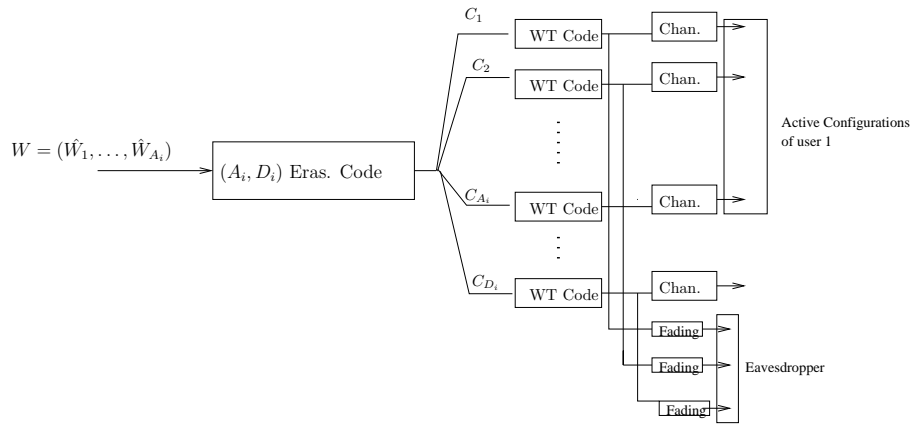 C_1
WT Code
Chan.
C_2
WT Code
Chan.
Active Configurations
of user 1
W = (Ŵ_1, . . . , Ŵ_{A_i})
(A_i, D_i) Eras. Code
C_{A_i}
WT Code
Chan.
C_{D_i}
WT Code
Chan.
Fading
Fading
Eavesdropper
Fading